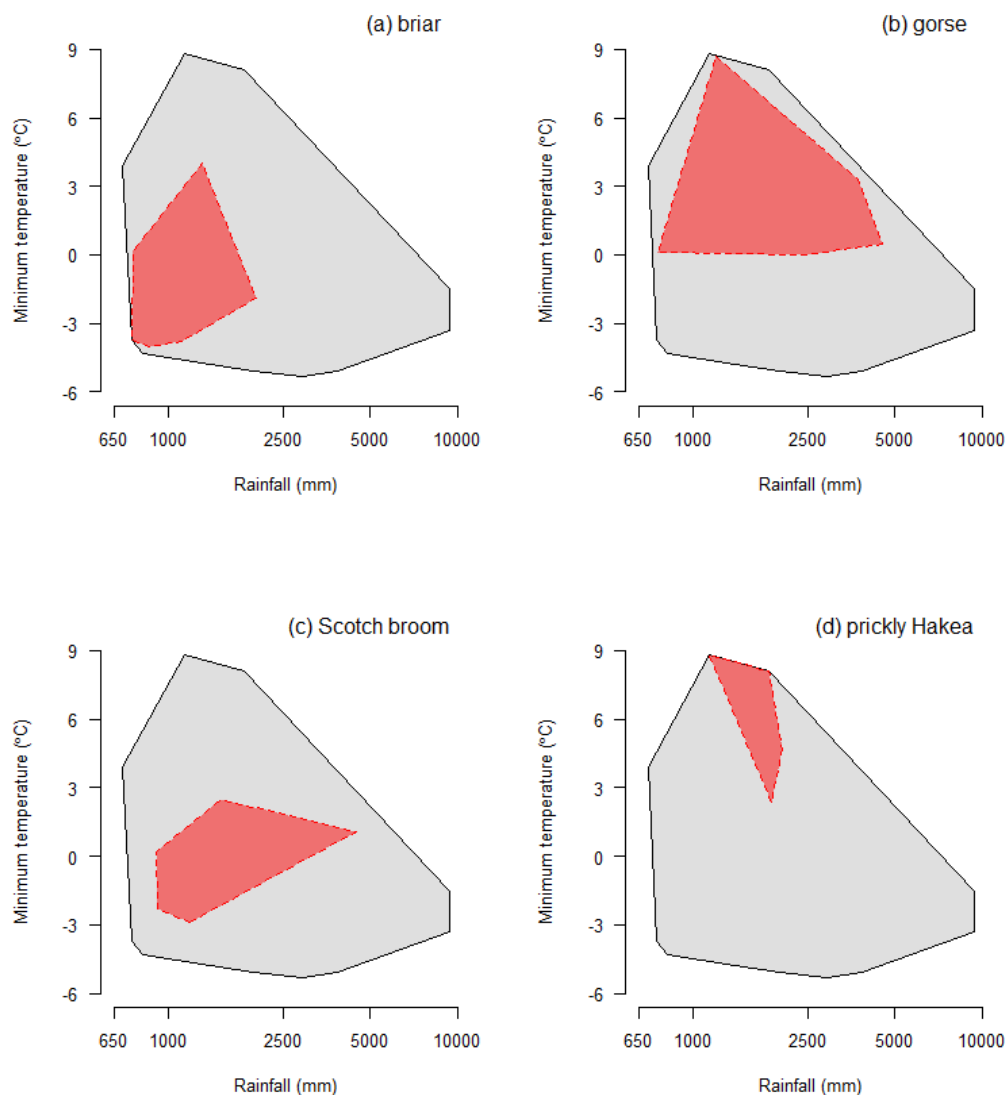 (a) briar
Minimum temperature (°C)
9
6
3
0
-3
-6
650 1000 2500 5000 10000
Rainfall (mm)
(b) gorse
Minimum temperature (°C)
9
6
3
0
-3
-6
650 1000 2500 5000 10000
Rainfall (mm)
(c) Scotch broom
Minimum temperature (°C)
9
6
3
0
-3
-6
650 1000 2500 5000 10000
Rainfall (mm)
(d) prickly Hakea
Minimum temperature (°C)
9
6
3
0
-3
-6
650 1000 2500 5000 10000
Rainfall (mm)